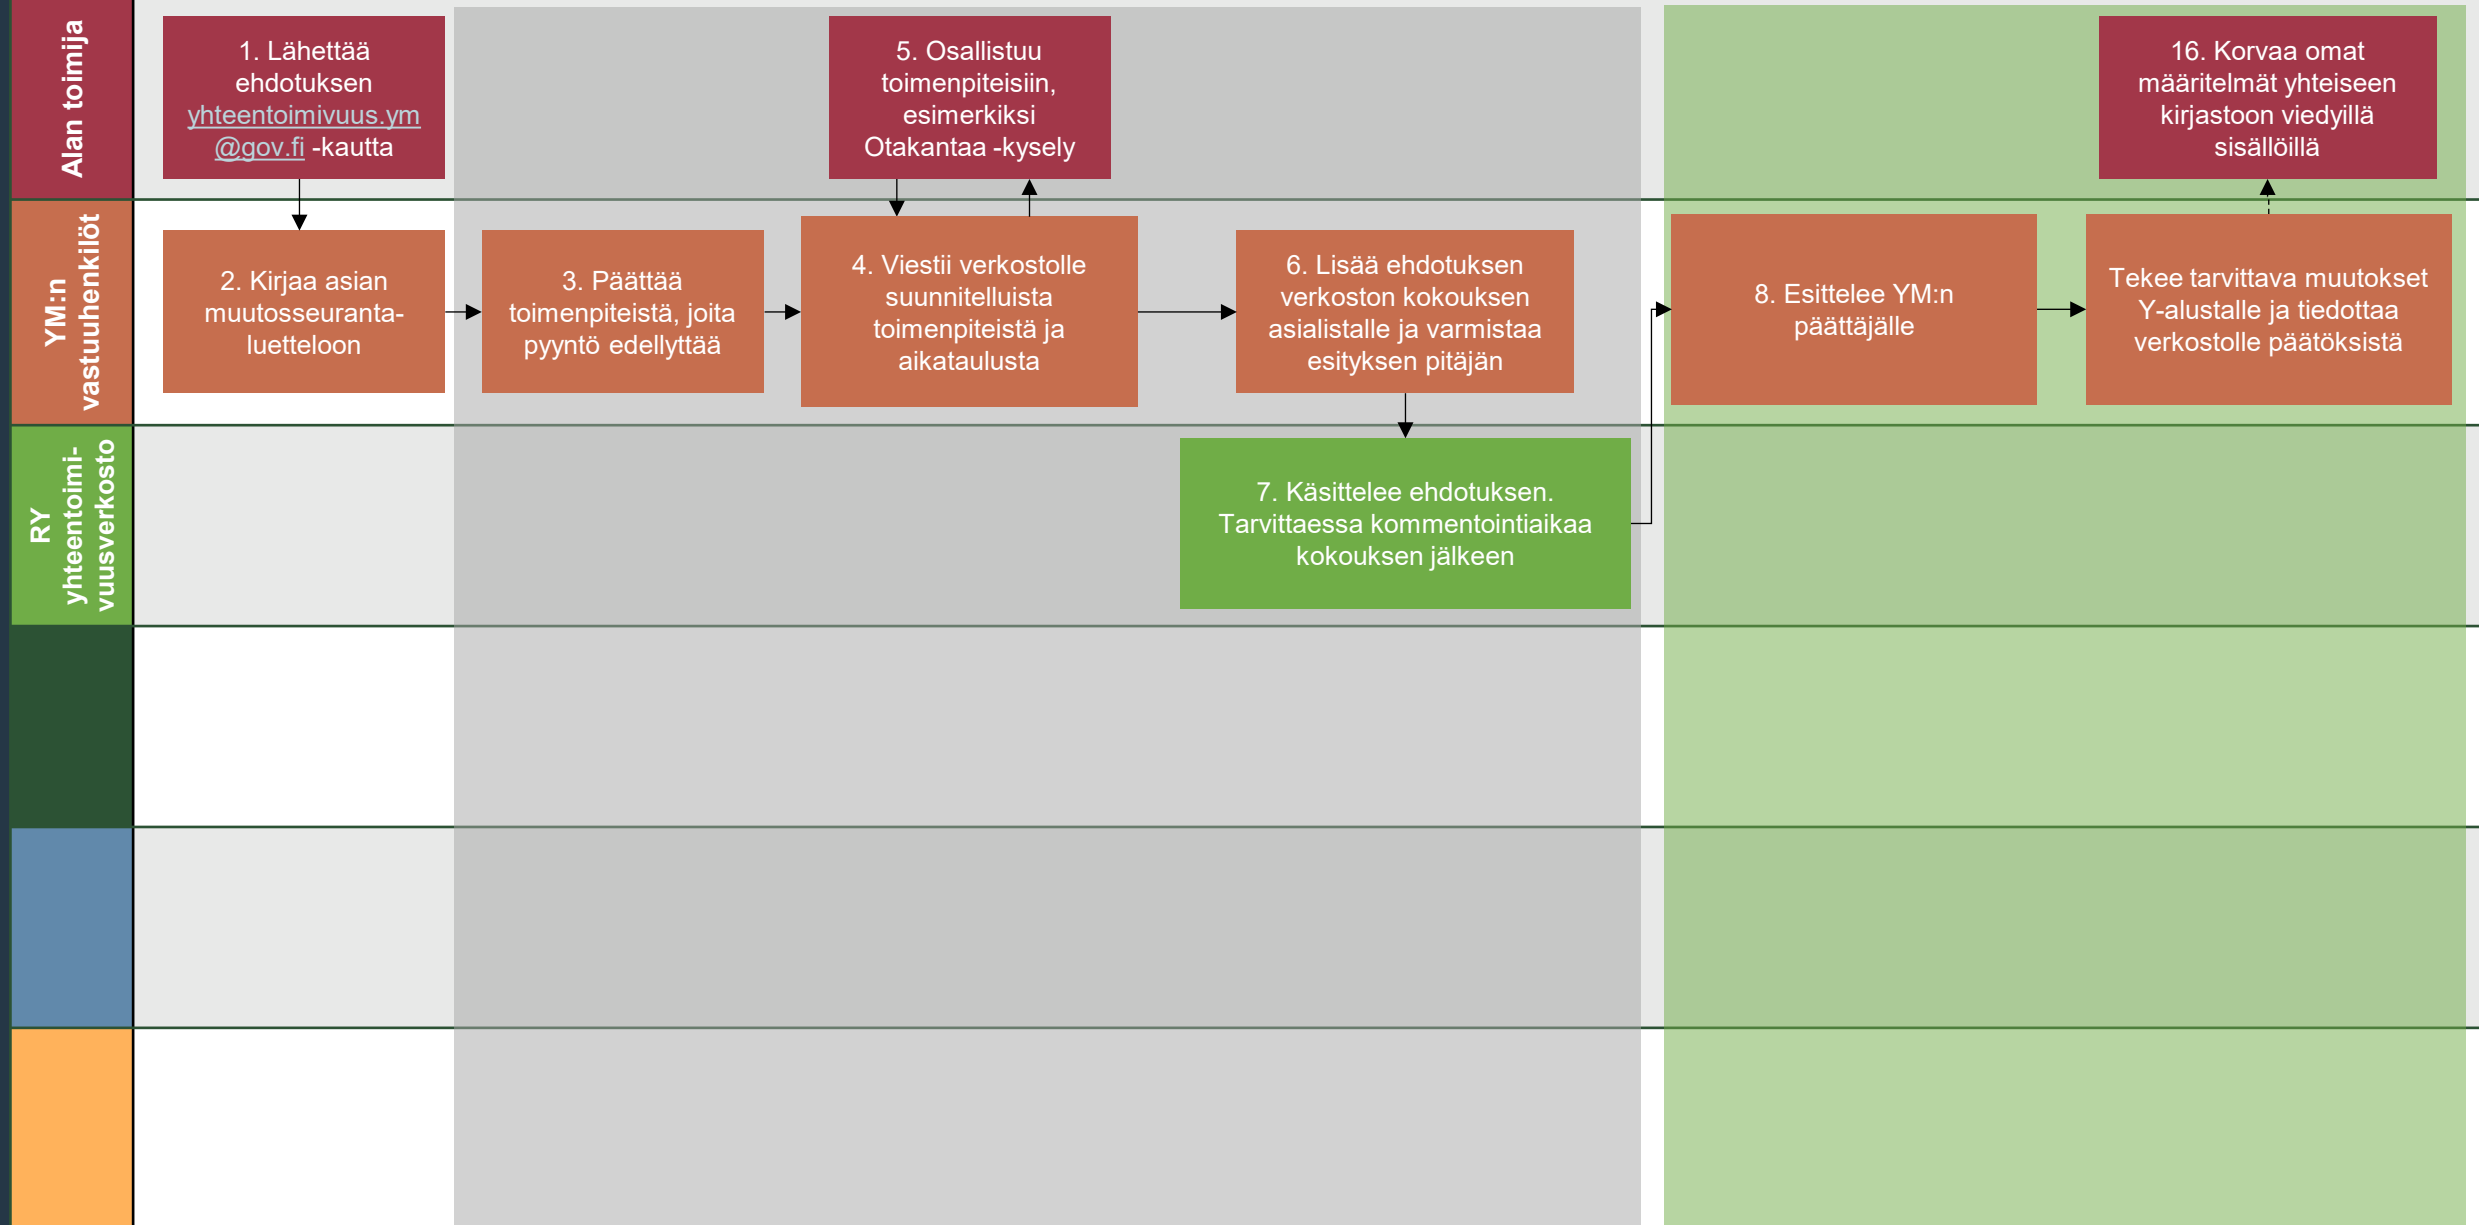 Alan toimija
1. Lähettää
ehdotuksen
yhteentoimivuus.ym
@gov.fi -kautta
5. Osallistuu
toimenpiteisiin,
esimerkiksi
Otakantaa -kysely
16. Korvaa omat
määritelmät yhteiseen
kirjastoon viedyillä
sisällöillä
YM:n
vastuuhenkilöt
2. Kirjaa asian
muutosseuranta-
luetteloon
3. Päättää
toimenpiteistä, joita
pyyntö edellyttää
4. Viestii verkostolle
suunnitelluista
toimenpiteistä ja
aikataulusta
6. Lisää ehdotuksen
verkoston kokouksen
asialistalle ja varmistaa
esityksen pitäjän
8. Esittelee YM:n
päättäjälle
Tekee tarvittava muutokset
Y-alustalle ja tiedottaa
verkostolle päätöksistä
RY
yhteentoimi-
vuusverkosto
7. Käsittelee ehdotuksen.
Tarvittaessa kommentointiaikaa
kokouksen jälkeen